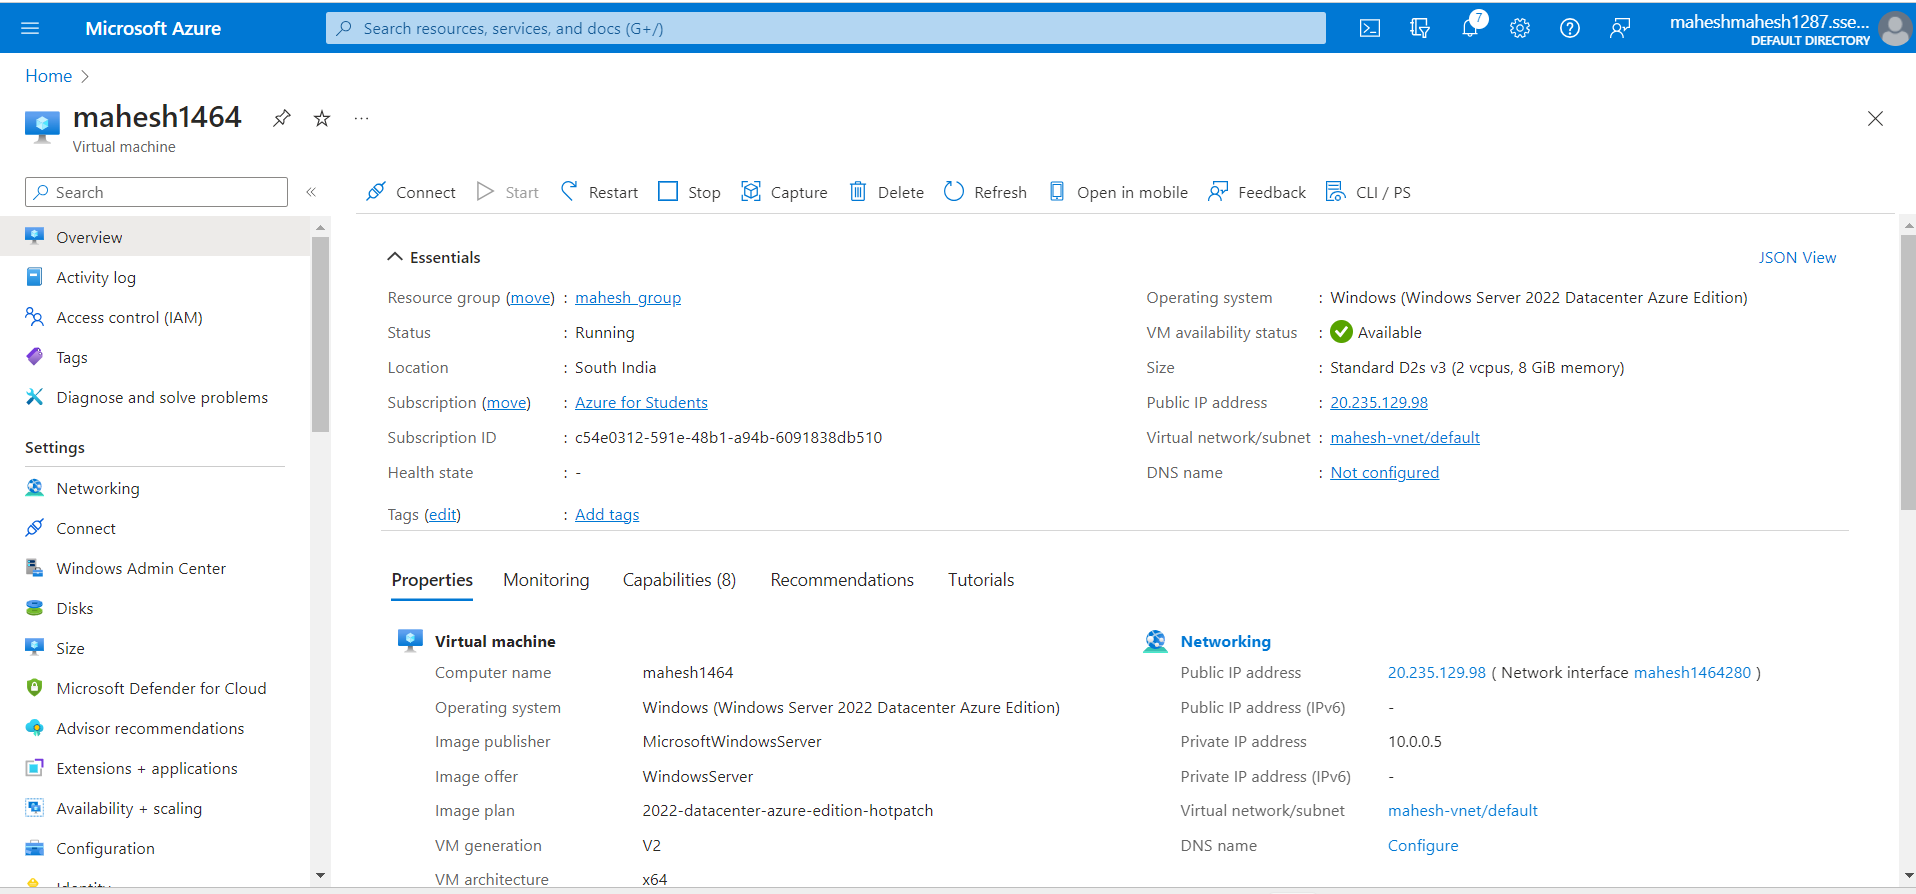 Microsoft Azure
Search resources, services, and docs (G+/)
7
maheshmahesh1287.sse...
DEFAULT DIRECTORY
Home
mahesh1464
Virtual machine
Search
Connect
Start
Restart
Stop
Capture
Delete
Refresh
Open in mobile
Feedback
CLI / PS
Overview
Activity log
Access control (IAM)
Tags
Diagnose and solve problems
Settings
Networking
Connect
Windows Admin Center
Disks
Size
Microsoft Defender for Cloud
Advisor recommendations
Extensions + applications
Availability + scaling
Configuration
Identity
Essentials
JSON View
Resource group (move) : mahesh_group
Status : Running
Location : South India
Subscription (move) : Azure for Students
Subscription ID : c54e0312-591e-48b1-a94b-6091838db510
Health state : -
Tags (edit) : Add tags
Operating system : Windows (Windows Server 2022 Datacenter Azure Edition)
VM availability status : Available
Size : Standard D2s v3 (2 vcpus, 8 GiB memory)
Public IP address : 20.235.129.98
Virtual network/subnet : mahesh-vnet/default
DNS name : Not configured
Properties
Monitoring
Capabilities (8)
Recommendations
Tutorials
Virtual machine
Computer name mahesh1464
Operating system Windows (Windows Server 2022 Datacenter Azure Edition)
Image publisher MicrosoftWindowsServer
Image offer WindowsServer
Image plan 2022-datacenter-azure-edition-hotpatch
VM generation V2
VM architecture x64
Networking
Public IP address 20.235.129.98 ( Network interface mahesh1464280 )
Public IP address (IPv6) -
Private IP address 10.0.0.5
Private IP address (IPv6) -
Virtual network/subnet mahesh-vnet/default
DNS name Configure